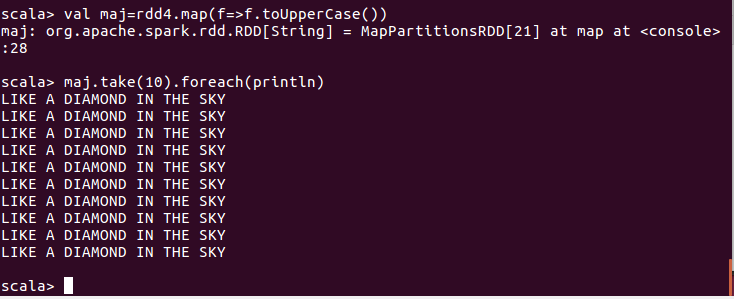 scala> val maj=rdd4.map(f=>f.toUpperCase())
maj: org.apache.spark.rdd.RDD[String] = MapPartitionsRDD[21] at map at <console>
:28
scala> maj.take(10).foreach(println)
LIKE A DIAMOND IN THE SKY
LIKE A DIAMOND IN THE SKY
LIKE A DIAMOND IN THE SKY
LIKE A DIAMOND IN THE SKY
LIKE A DIAMOND IN THE SKY
LIKE A DIAMOND IN THE SKY
LIKE A DIAMOND IN THE SKY
LIKE A DIAMOND IN THE SKY
LIKE A DIAMOND IN THE SKY
LIKE A DIAMOND IN THE SKY
scala>